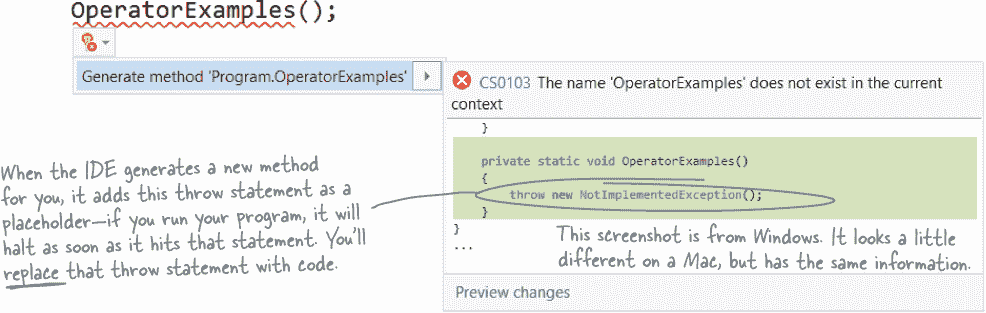 OperatorExamples();
Generate method 'Program.OperatorExamples'
CS0103 The name 'OperatorExamples' does not exist in the current
context
}
private static void OperatorExamples()
{
throw new NotImplementedException();
}
}
...
When the IDE generates a new method
for you, it adds this throw statement as a
placeholder—if you run your program, it will
halt as soon as it hits that statement. You'll
replace that throw statement with code.
This screenshot is from Windows. It looks a little
different on a Mac, but has the same information.
Preview changes